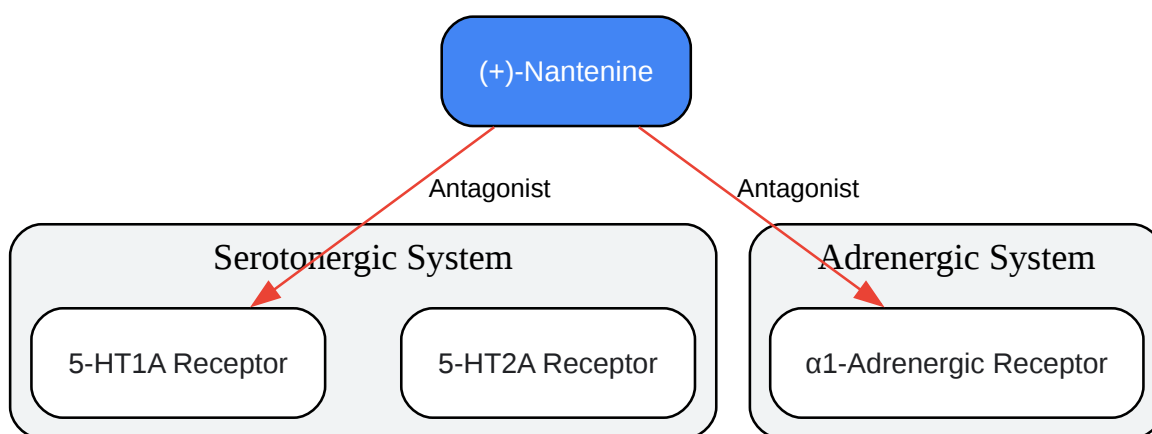 (+)-Nantenine
Antagonist
Antagonist
Serotonergic System
Adrenergic System
5-HT1A Receptor
5-HT2A Receptor
α1-Adrenergic Receptor